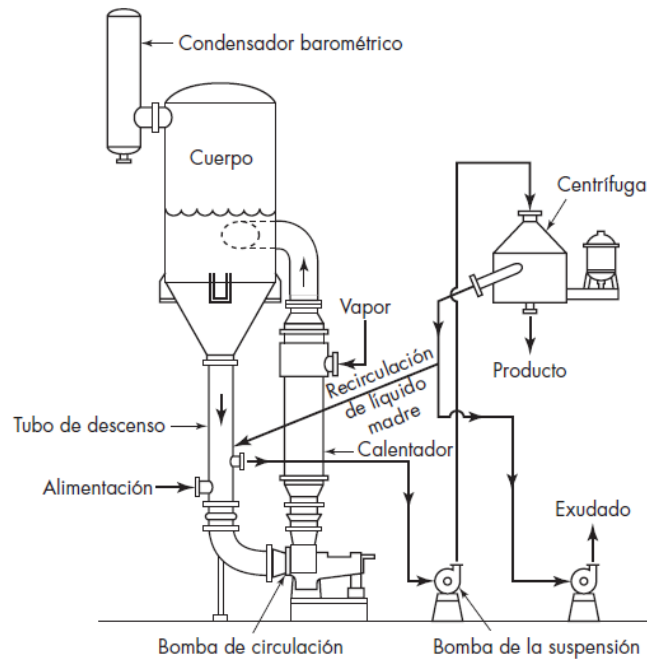 Condensador barométrico
Cuerpo
Centrífuga
Vapor
Producto
Recirculación
de líquido
madre
Tubo de descenso
Calentador
Alimentación
Exudado
Bomba de circulación
Bomba de la suspensión